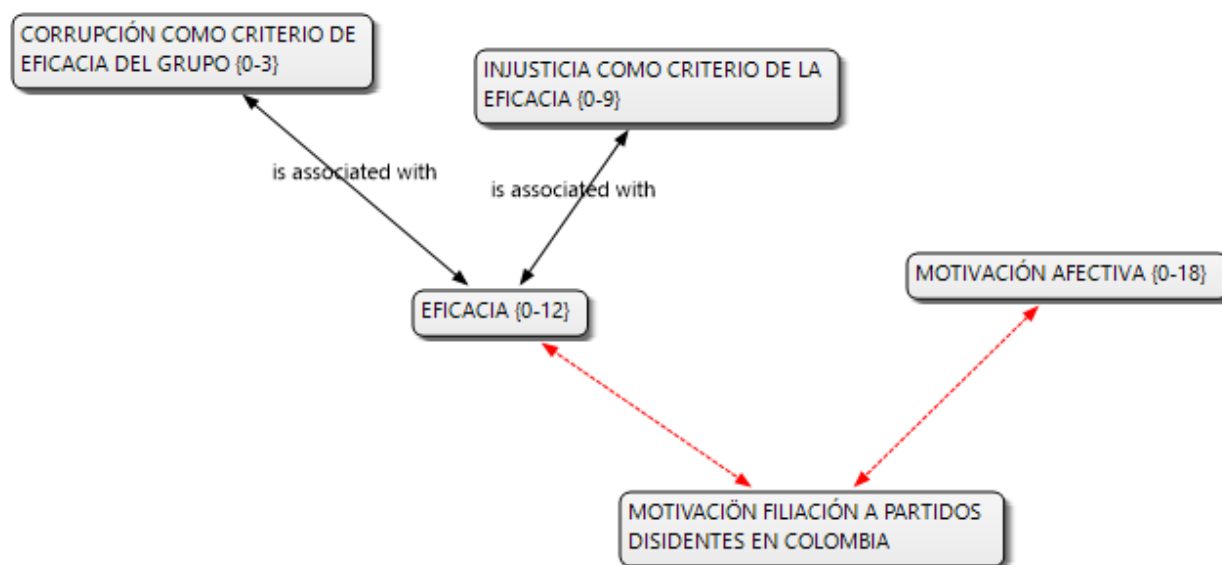 CORRUPCIÓN COMO CRITERIO DE
EFICACIA DEL GRUPO {0-3}
INJUSTICIA COMO CRITERIO DE LA
EFICACIA {0-9}
is associated with
is associated with
MOTIVACIÓN AFECTIVA {0-18}
EFICACIA {0-12}
MOTIVACIÖN FILIACIÓN A PARTIDOS
DISIDENTES EN COLOMBIA